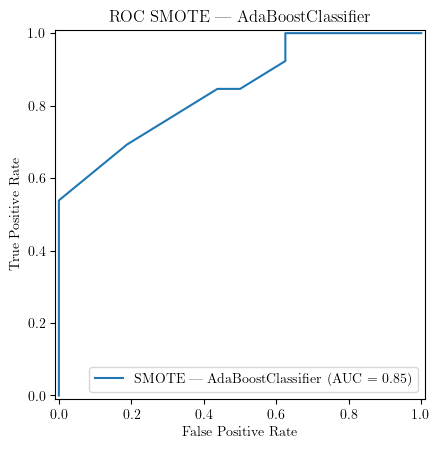 ROC SMOTE — AdaBoostClassifier
1.0
0.8
0.6
0.4
0.2
0.0
True Positive Rate
SMOTE — AdaBoostClassifier (AUC = 0.85)
0.0 0.2 0.4 0.6 0.8 1.0
False Positive Rate